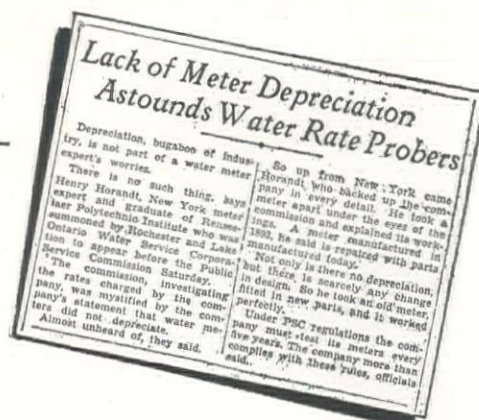 Lack of Meter Depreciation
Astounds Water Rate Probers
Depreciation, bugaboo of indus-
try, is not part of a water meter
expert's worries.
There is no such thing, says
Henry Horandt, New York meter
expert and graduate of Rensse-
laer Polytechnic Institute who was
summoned by Rochester and Lake
Ontario Water Service Corpora-
tion to appear before the Public
Service Commission Saturday.
The commission, investigating
the rates charged by the com-
pany, was mystified by the com-
pany's statement that water me-
ters did not depreciate.
Almost unheard of, they said.
So up from New York came
Horandt, who backed up the com-
pany in every detail. He took a
meter apart under the eyes of the
commission and explained its work-
ings. A meter manufactured in
1892, he said is repaired with parts
manufactured today.
Not only is there no depreciation,
but there is scarcely any change
in design. So he took an old meter,
fitted in new parts, and it worked
perfectly.
Under PSC regulations the com-
pany must test its meters every
five years. The company more than
complies with these rules, officials
said.